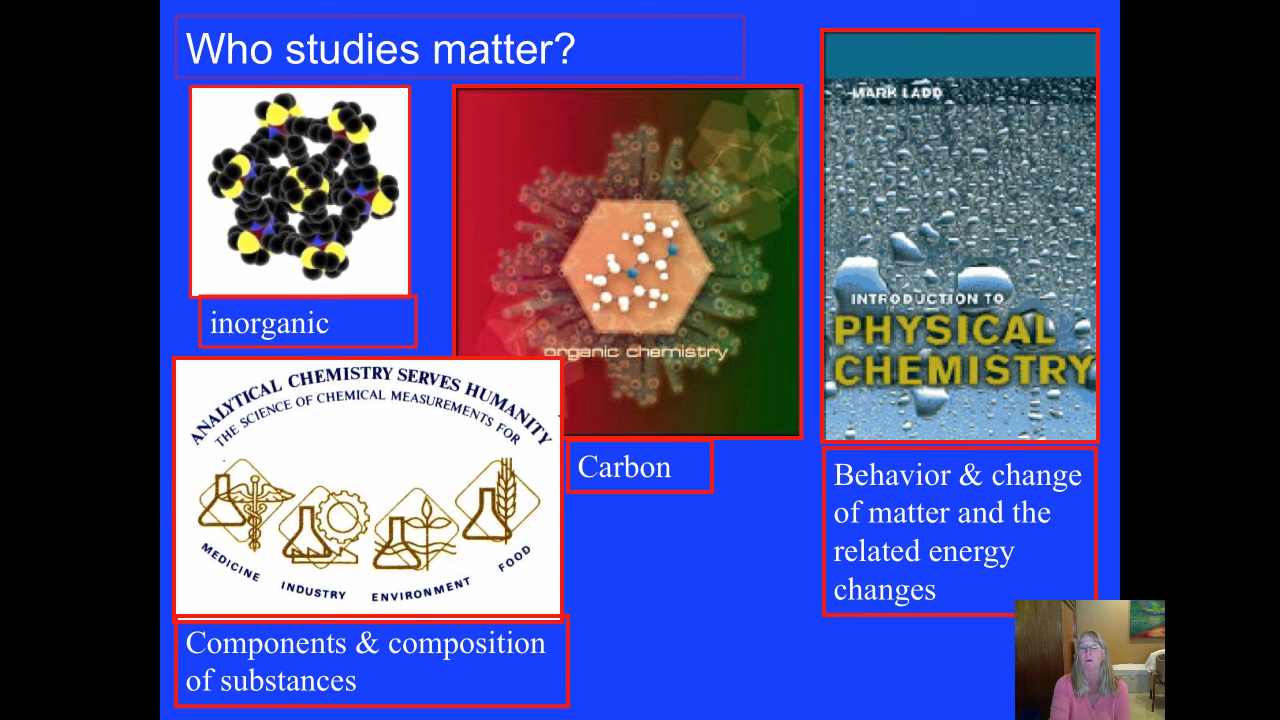 Who studies matter?
inorganic
organic chemistry
Carbon
MARK LADD
INTRODUCTION TO
PHYSICAL
CHEMISTRY
Behavior & change
of matter and the
related energy
changes
ANALYTICAL CHEMISTRY SERVES HUMANITY
THE SCIENCE OF CHEMICAL MEASUREMENTS FOR
MEDICINE INDUSTRY ENVIRONMENT FOOD
Components & composition
of substances